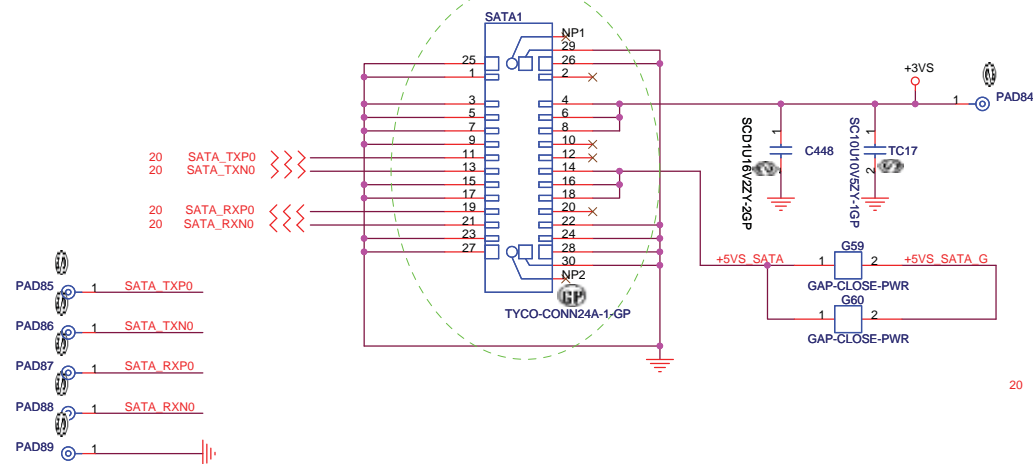 SATA1
NP1
29
25 26
1 2
3 4
5 6
7 8
9 10
11 12
13 14
15 16
17 18
19 20
21 22
23 24
27 28
30
NP2
GP
TYCO-CONN24A-1-GP
20 SATA_TXP0
20 SATA_TXN0
20 SATA_RXP0
20 SATA_RXN0
+3VS
1 PAD84
SCD1U16V2ZY-2GP
1
2
C448
SC10U10V5ZY-1GP
1
2
TC17
+5VS_SATA
G59
1 2
+5VS_SATA_G
GAP-CLOSE-PWR
G60
1 2
GAP-CLOSE-PWR
20
PAD85 1 SATA_TXP0
PAD86 1 SATA_TXN0
PAD87 1 SATA_RXP0
PAD88 1 SATA_RXN0
PAD89 1